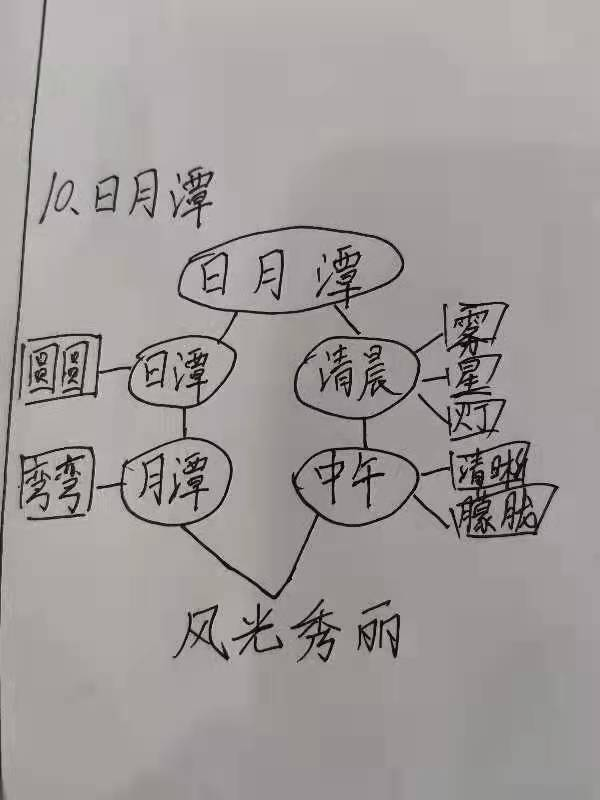 10、日月潭
日月潭
圆圆 日潭 清晨 雾
星
灯
弯弯 月潭 中午 清晰
朦胧
风光秀丽